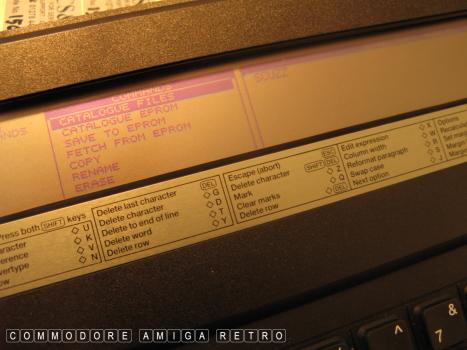 COMMANDS
CATALOGUE FILES
CATALOGUE EPROM
SAVE TO EPROM
FETCH FROM EPROM
COPY
RENAME
ERASE
Press both SHIFT keys
◇U
◇K
◇V
◇N
Delete last character DEL
Delete character ◇G
Delete to end of line ◇D
Delete word ◇T
Delete row ◇Y
Escape (abort) ESC
Delete character SHIFT DEL
Mark ◇Z
Clear marks ◇Q
Delete row ◇DEL
Edit expression ◇X
Column width ◇W
Reformat paragraph ◇R
Swap case ◇S
Next option ◇J
Options
^
&
7
COMMODORE AMIGA RETRO